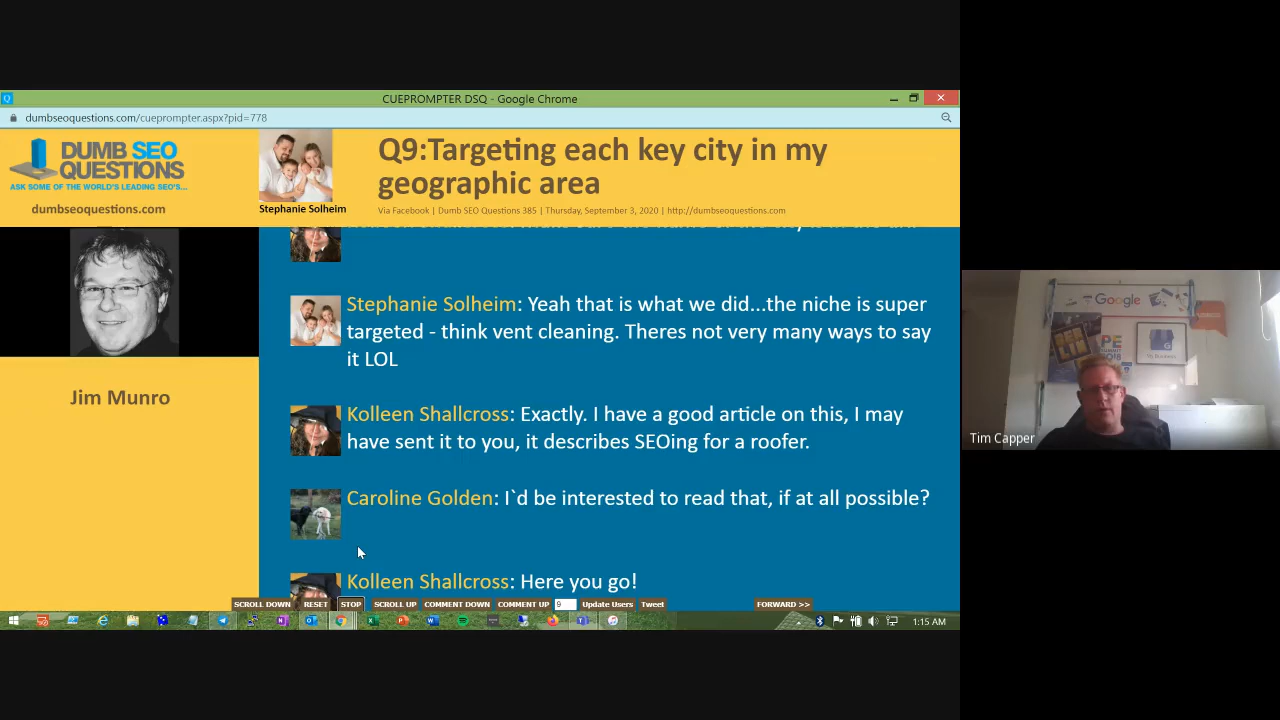 CUEPROMPTER DSQ - Google Chrome
dumbseoquestions.com/cueprompter.aspx?pid=778
DUMB SEO
QUESTIONS
ASK SOME OF THE WORLD'S LEADING SEO'S...
dumbseoquestions.com
Stephanie Solheim
Q9:Targeting each key city in my
geographic area
Via Facebook | Dumb SEO Questions 385 | Thursday, September 3, 2020 | http://dumbseoquestions.com
Jim Munro
Stephanie Solheim: Yeah that is what we did...the niche is super
targeted - think vent cleaning. Theres not very many ways to say
it LOL
Kolleen Shallcross: Exactly. I have a good article on this, I may
have sent it to you, it describes SEOing for a roofer.
Caroline Golden: I`d be interested to read that, if at all possible?
Kolleen Shallcross: Here you go!
SCROLL DOWN RESET STOP SCROLL UP COMMENT DOWN COMMENT UP 9 Update Users Tweet FORWARD >>
1:15 AM
Google
Tim Capper